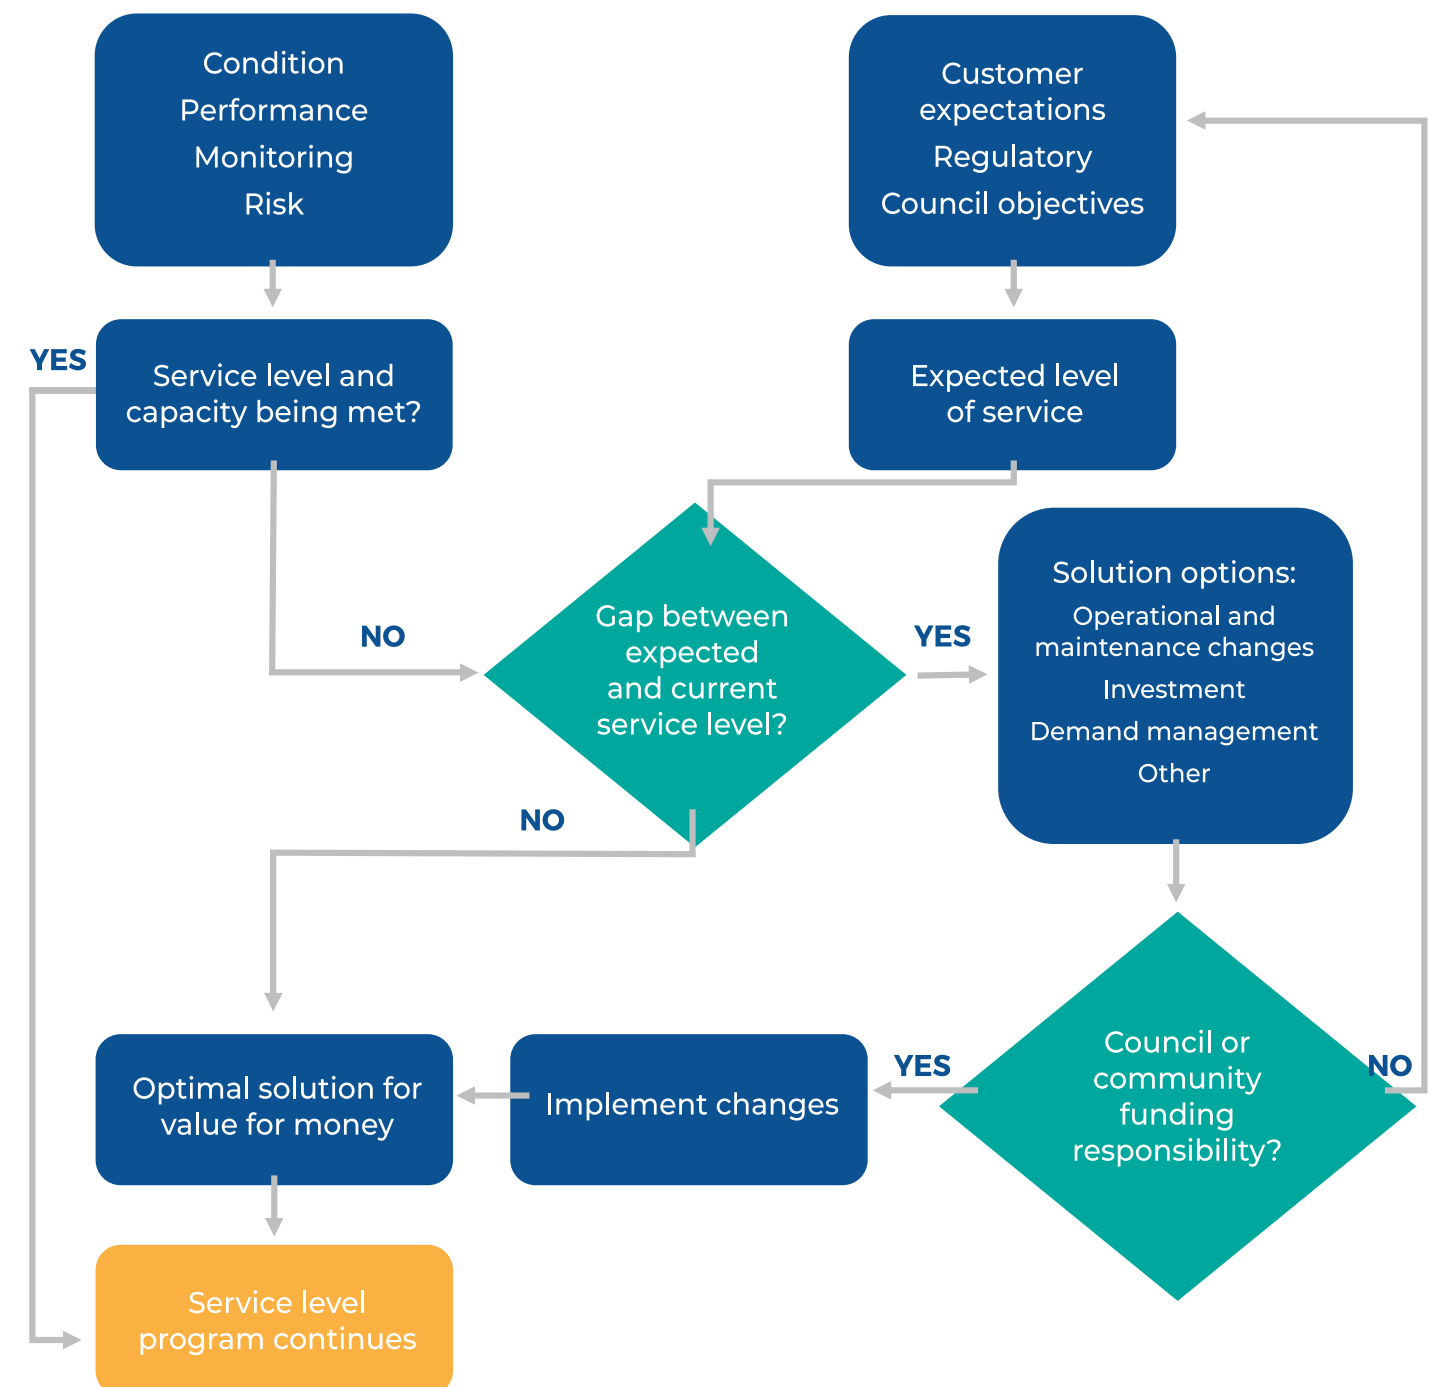 Condition
Performance
Monitoring
Risk
Customer
expectations
Regulatory
Council objectives
YES
Service level and
capacity being met?
Expected level
of service
NO
Gap between
expected
and current
service level?
YES
Solution options:
Operational and
maintenance changes
Investment
Demand management
Other
NO
Optimal solution for
value for money
Implement changes
YES
Council or
community
funding
responsibility?
NO
Service level
program continues